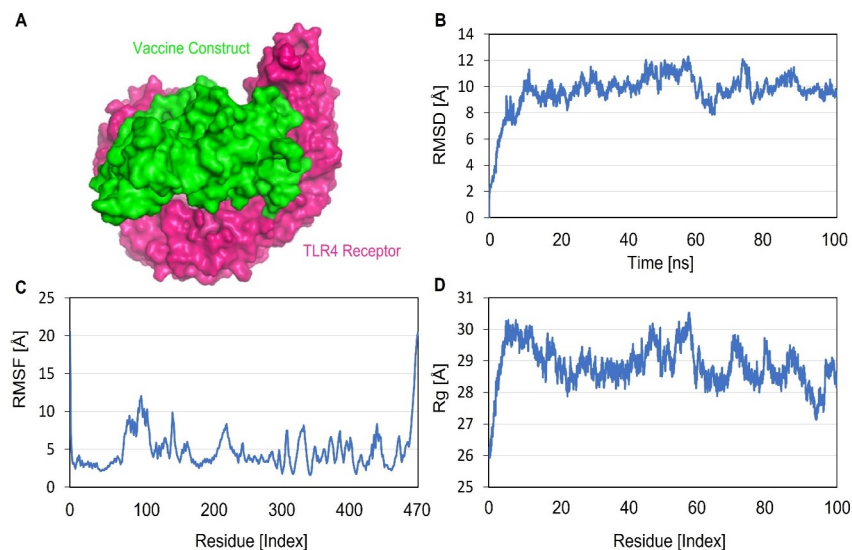 A
Vaccine Construct
TLR4 Receptor
B
RMSD [Å]
14
12
10
8
6
4
2
0
0 20 40 60 80 100
Time [ns]
C
RMSF [Å]
25
20
15
10
5
0
0 100 200 300 400 470
Residue [Index]
D
Rg [Å]
31
30
29
28
27
26
25
0 20 40 60 80 100
Residue [Index]